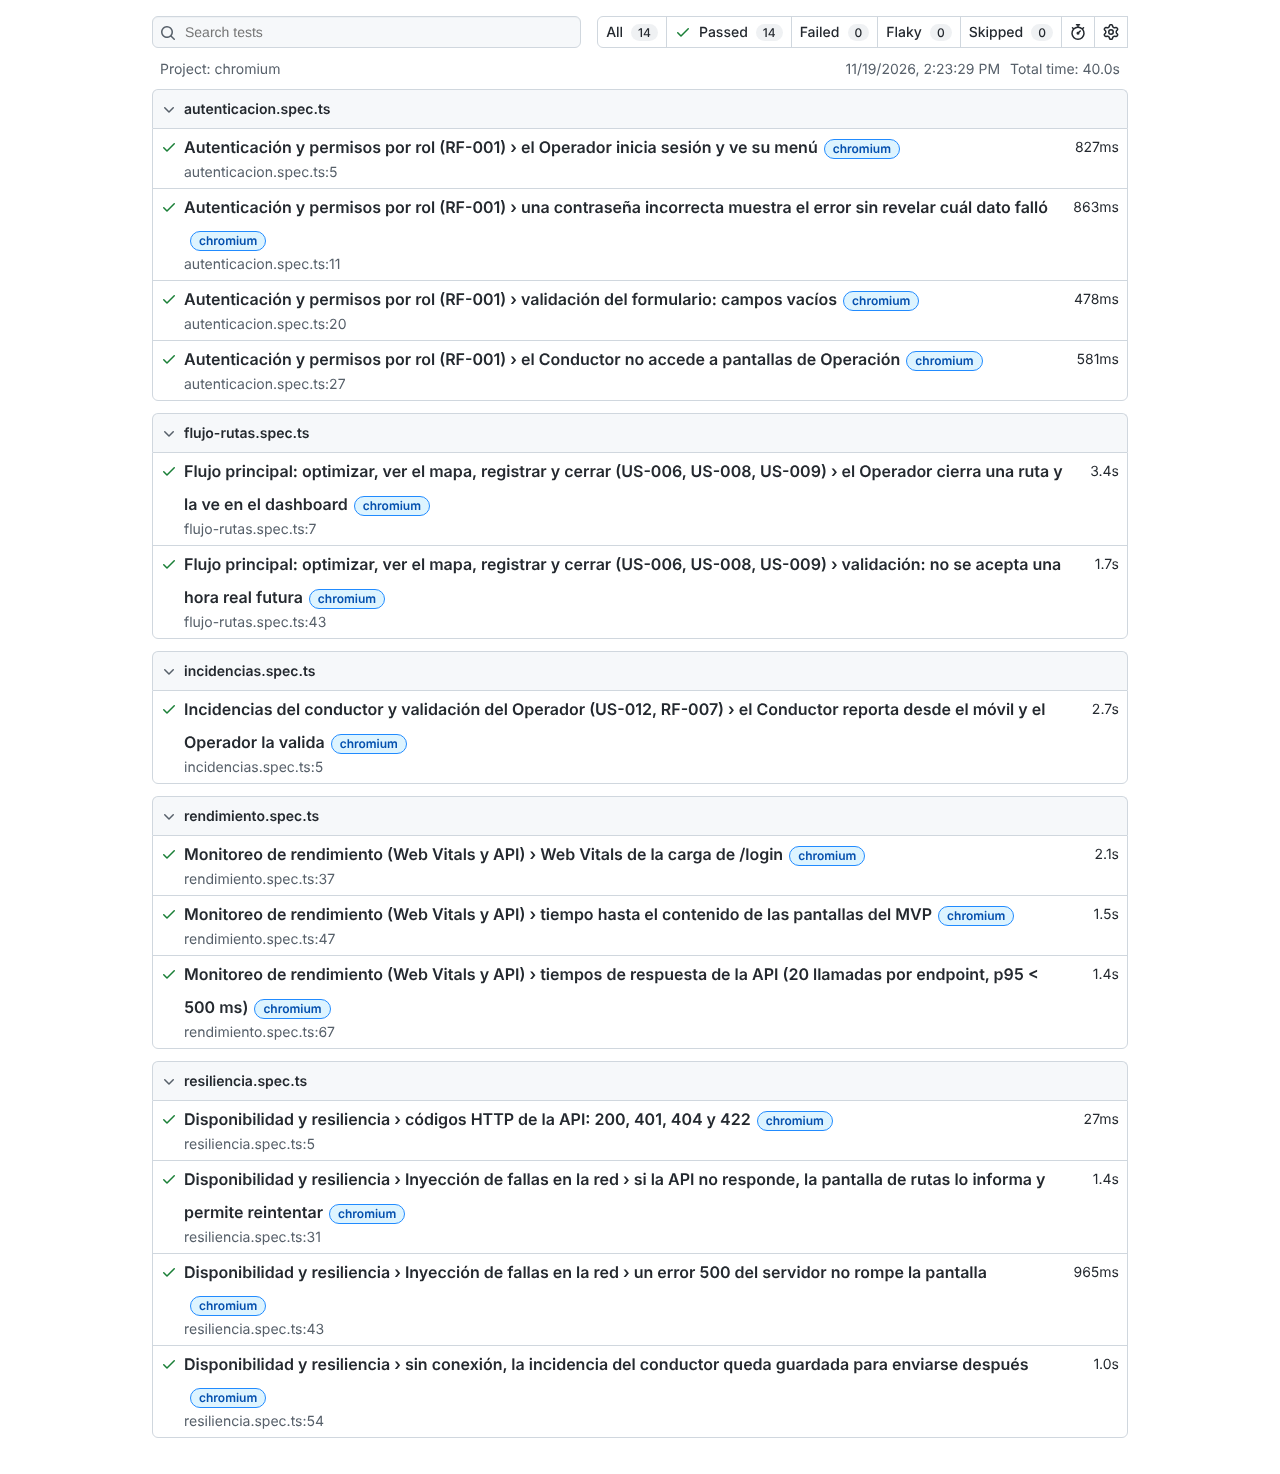 Search tests
All 14 Passed 14 Failed 0 Flaky 0 Skipped 0
Project: chromium 11/19/2026, 2:23:29 PM Total time: 40.0s
autenticacion.spec.ts
Autenticación y permisos por rol (RF-001) › el Operador inicia sesión y ve su menú chromium 827ms
autenticacion.spec.ts:5
Autenticación y permisos por rol (RF-001) › una contraseña incorrecta muestra el error sin revelar cuál dato falló 863ms
chromium
autenticacion.spec.ts:11
Autenticación y permisos por rol (RF-001) › validación del formulario: campos vacíos chromium 478ms
autenticacion.spec.ts:20
Autenticación y permisos por rol (RF-001) › el Conductor no accede a pantallas de Operación chromium 581ms
autenticacion.spec.ts:27
flujo-rutas.spec.ts
Flujo principal: optimizar, ver el mapa, registrar y cerrar (US-006, US-008, US-009) › el Operador cierra una ruta y 3.4s
la ve en el dashboard chromium
flujo-rutas.spec.ts:7
Flujo principal: optimizar, ver el mapa, registrar y cerrar (US-006, US-008, US-009) › validación: no se acepta una 1.7s
hora real futura chromium
flujo-rutas.spec.ts:43
incidencias.spec.ts
Incidencias del conductor y validación del Operador (US-012, RF-007) › el Conductor reporta desde el móvil y el 2.7s
Operador la valida chromium
incidencias.spec.ts:5
rendimiento.spec.ts
Monitoreo de rendimiento (Web Vitals y API) › Web Vitals de la carga de /login chromium 2.1s
rendimiento.spec.ts:37
Monitoreo de rendimiento (Web Vitals y API) › tiempo hasta el contenido de las pantallas del MVP chromium 1.5s
rendimiento.spec.ts:47
Monitoreo de rendimiento (Web Vitals y API) › tiempos de respuesta de la API (20 llamadas por endpoint, p95 < 1.4s
500 ms) chromium
rendimiento.spec.ts:67
resiliencia.spec.ts
Disponibilidad y resiliencia › códigos HTTP de la API: 200, 401, 404 y 422 chromium 27ms
resiliencia.spec.ts:5
Disponibilidad y resiliencia › Inyección de fallas en la red › si la API no responde, la pantalla de rutas lo informa y 1.4s
permite reintentar chromium
resiliencia.spec.ts:31
Disponibilidad y resiliencia › Inyección de fallas en la red › un error 500 del servidor no rompe la pantalla 965ms
chromium
resiliencia.spec.ts:43
Disponibilidad y resiliencia › sin conexión, la incidencia del conductor queda guardada para enviarse después 1.0s
chromium
resiliencia.spec.ts:54